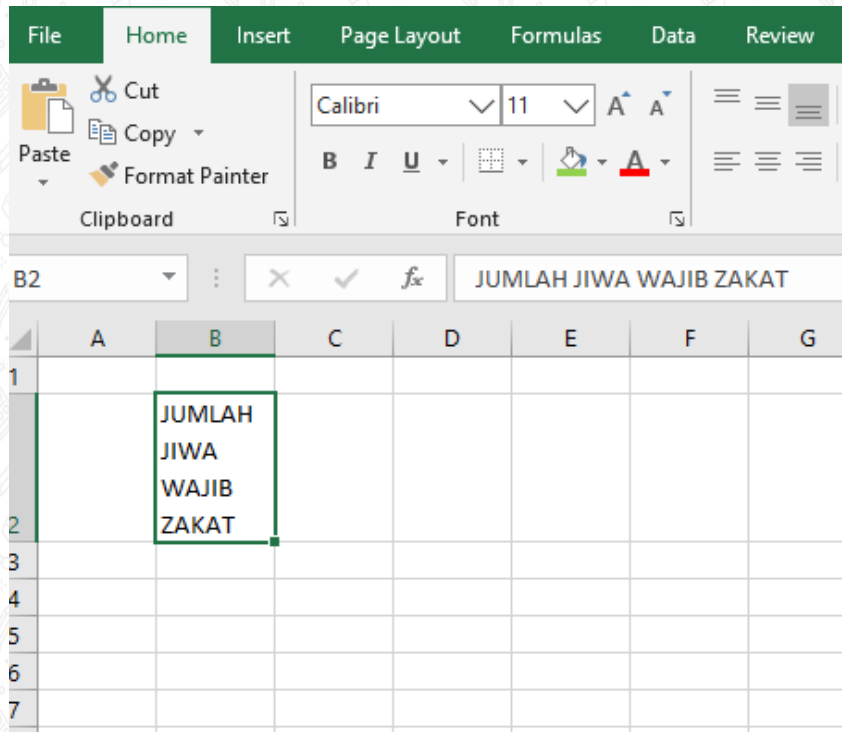 File Home Insert Page Layout Formulas Data Review
Cut
Copy
Format Painter
Paste
Clipboard
Calibri 11 A A
B I U A
Font
B2 fx JUMLAH JIWA WAJIB ZAKAT
A B C D E F G
1
2
JUMLAH
JIWA
WAJIB
ZAKAT
3
4
5
6
7